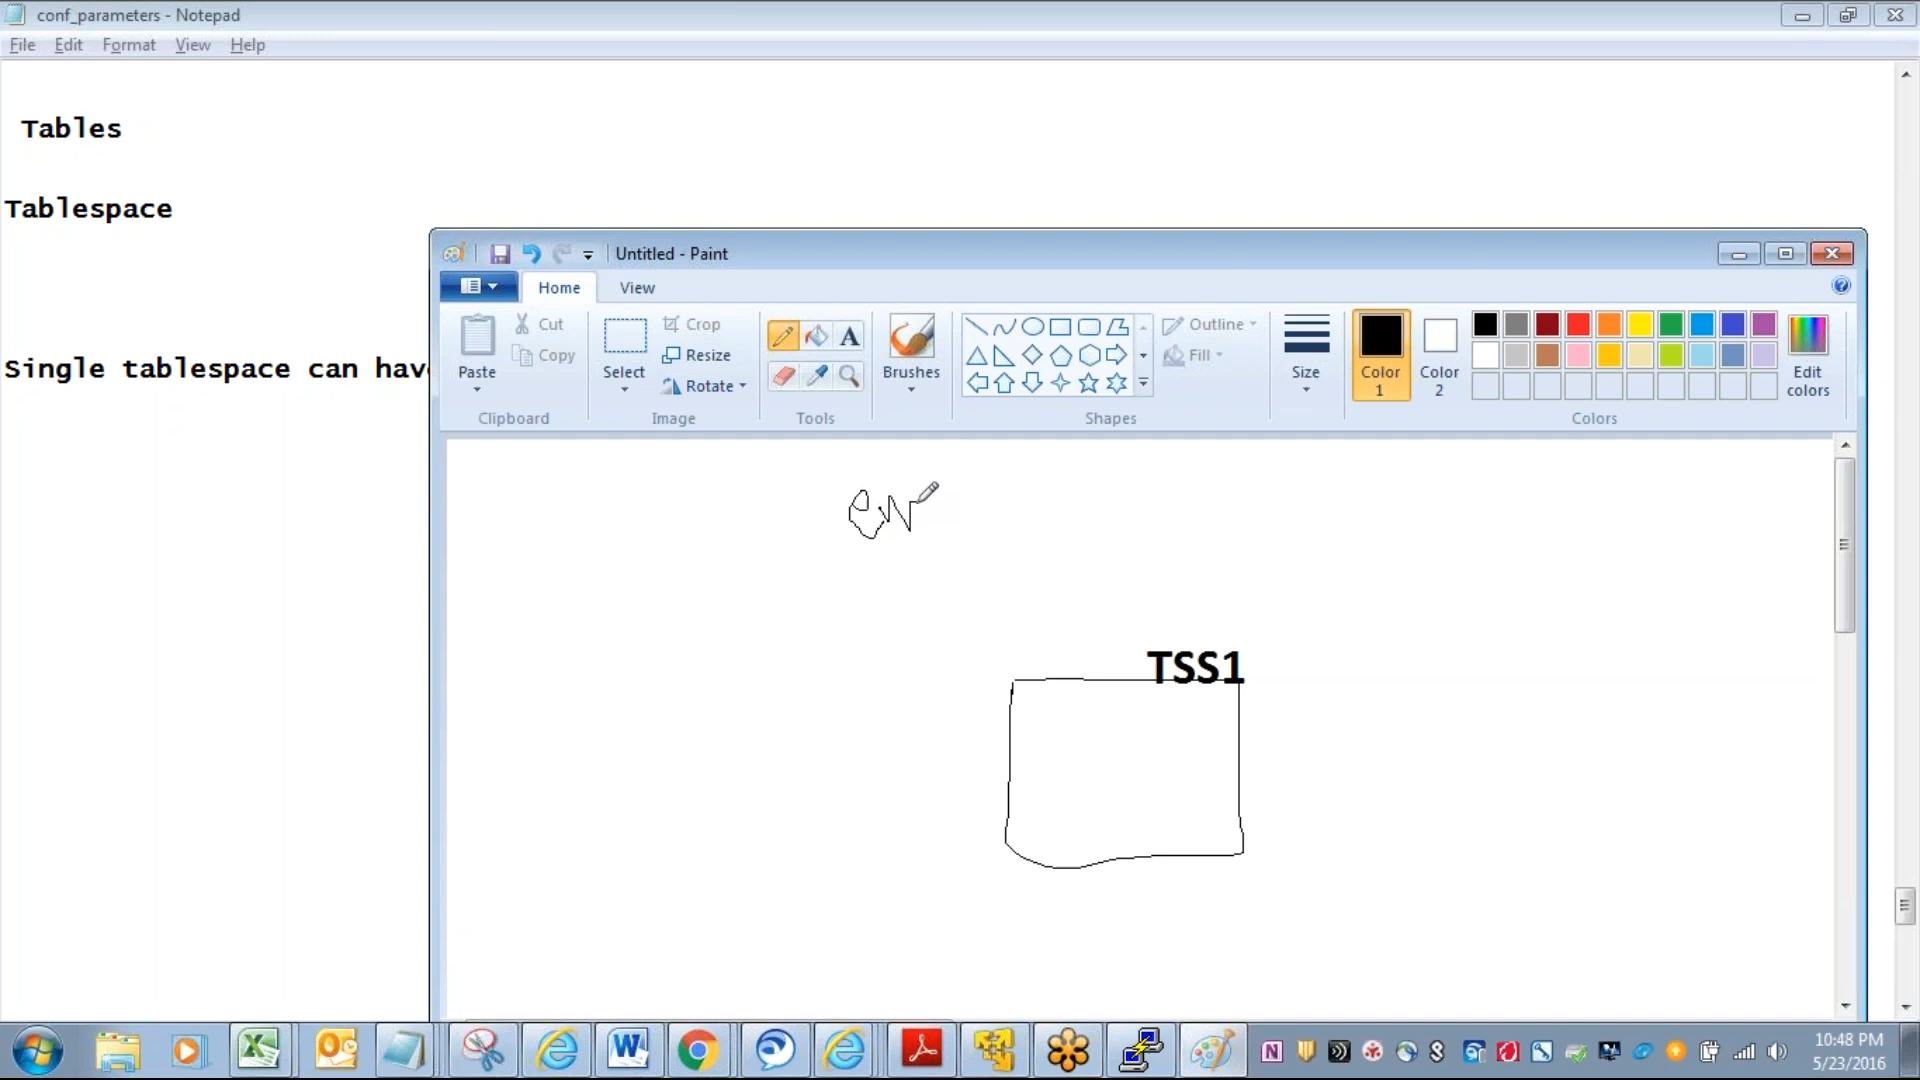 conf_parameters - Notepad
File Edit Format View Help
Tables
Tablespace
Single tablespace can hav
Untitled - Paint
Home View
Paste
Cut
Copy
Clipboard
Select
Crop
Resize
Rotate
Image
A
Tools
Brushes
Shapes
Outline
Fill
Size
Color
1
Color
2
Edit
colors
Colors
TSS1
10:48 PM
5/23/2016